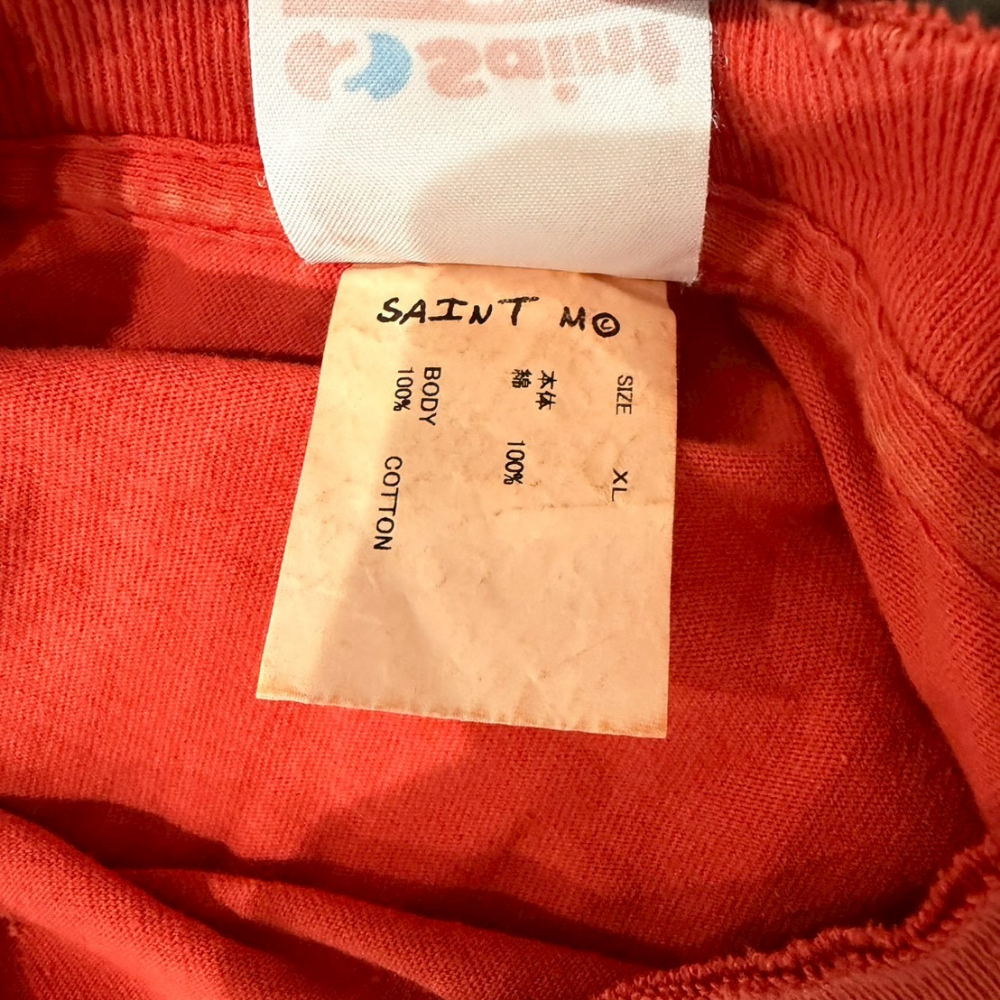 SAINT M©
SIZE XL
本体
綿 100%
BODY
100% COTTON